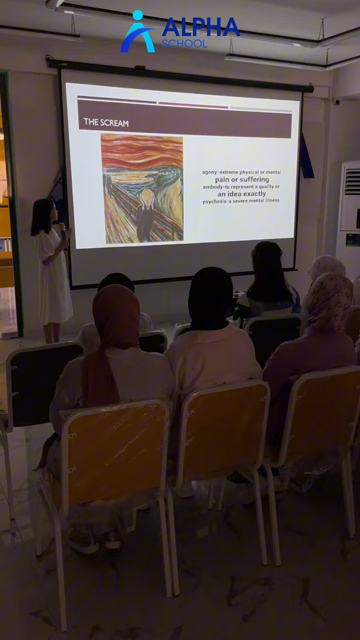 ALPHA
SCHOOL
THE SCREAM
agony-extreme physical or mental
pain or suffering
embody-to represent a quality or
an idea exactly
psychosis-a severe mental illness